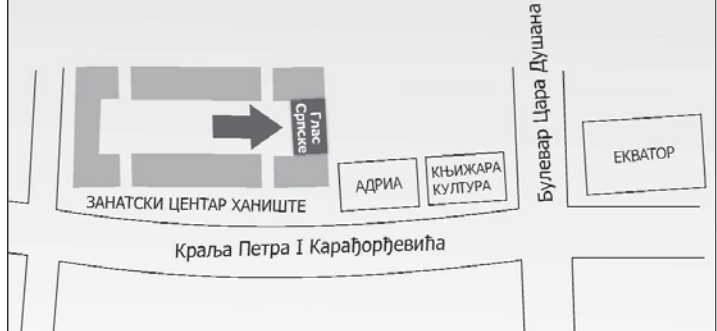 Булевар Цара Душана
Глас
Српске
ЕКВАТОР
АДРИА
КЊИЖАРА
КУЛТУРА
ЗАНАТСКИ ЦЕНТАР ХАНИШТЕ
Краља Петра I Карађорђевића